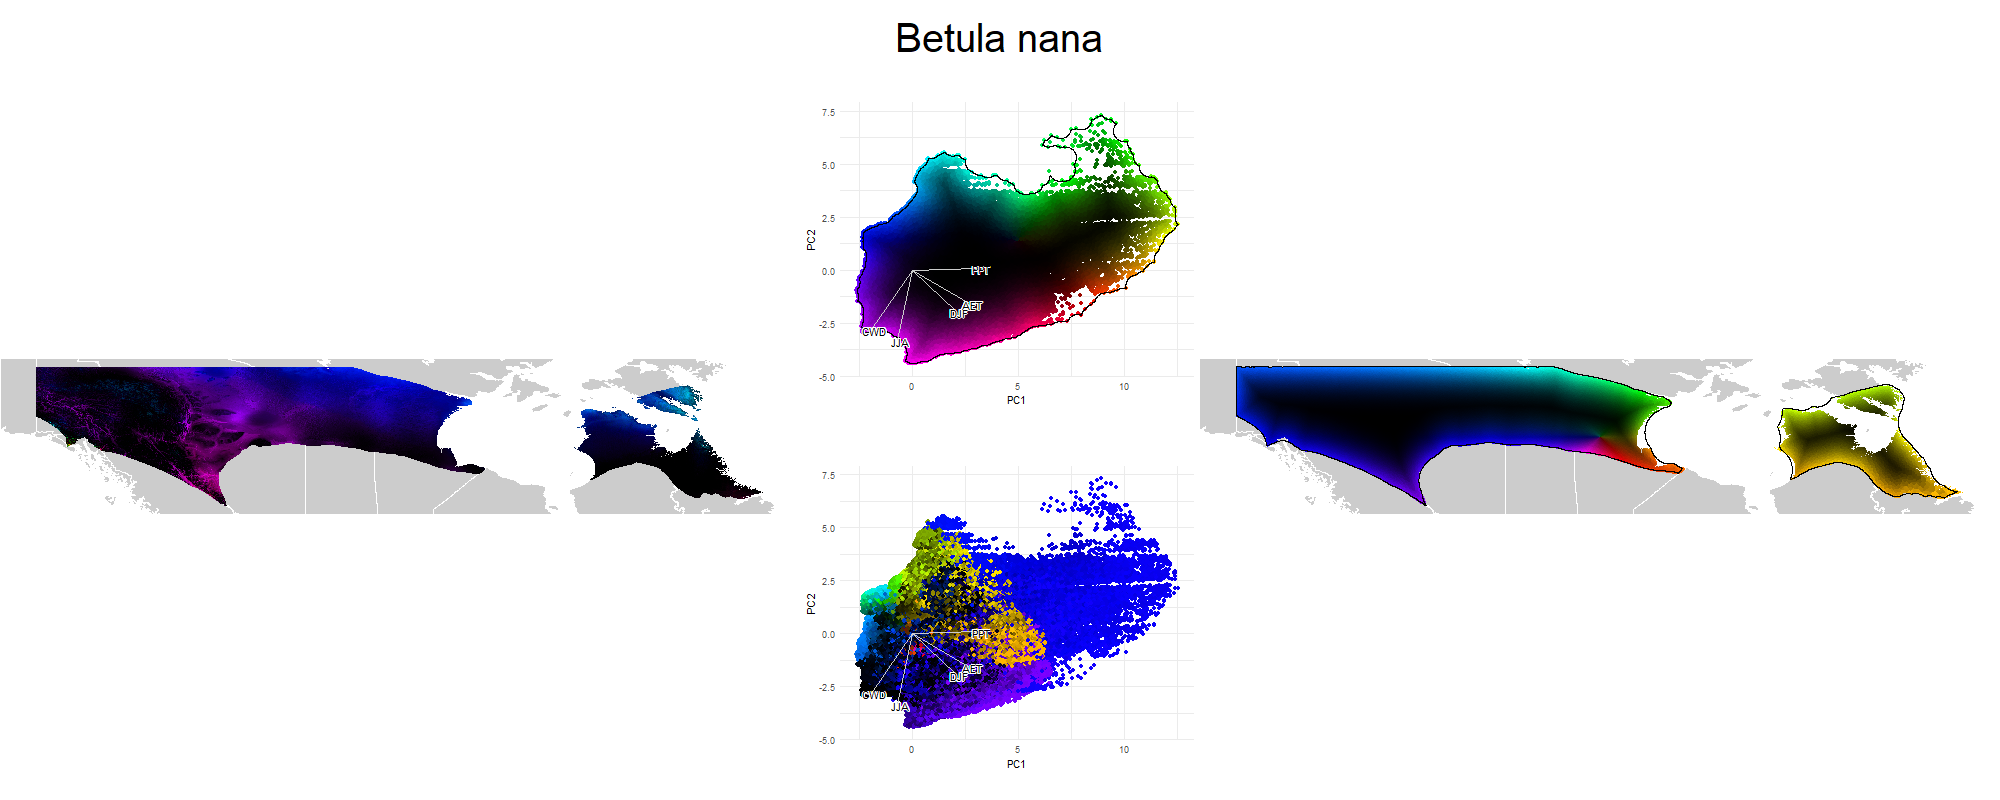 Betula nana
7.5
5.0
2.5
0.0
-2.5
-5.0
PC2
PPT
AET
DJF
CWD
JJA
0
5
10
PC1
7.5
5.0
2.5
0.0
-2.5
-5.0
PC2
PPT
AET
DJF
CWD
JJA
0
5
10
PC1